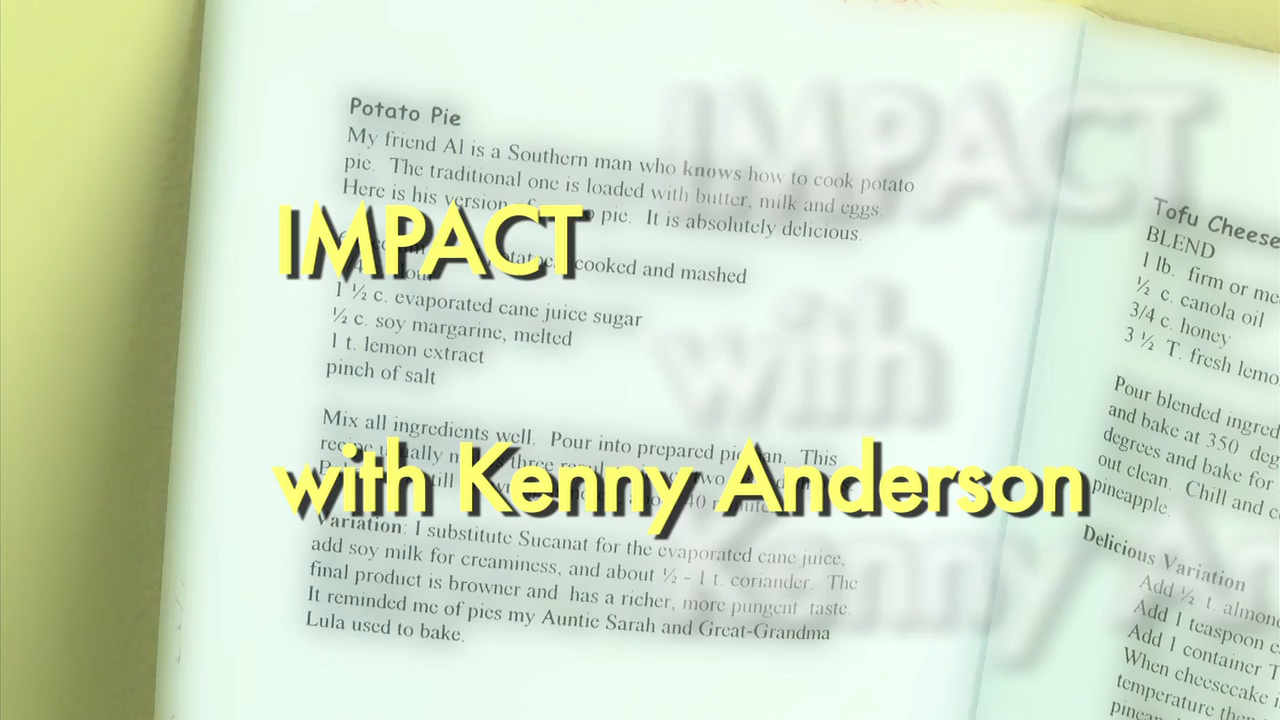 IMPACT
with Kenny Anderson
IMPACT
with
Kenny
Potato Pie
My friend Al is a Southern man who knows how to cook potato
pie. The traditional one is loaded with butter, milk and eggs.
Here is his version pie. It is absolutely delicious.
cooked and mashed
1 ½ c. evaporated cane juice sugar
½ c. soy margarine, melted
1 t. lemon extract
pinch of salt
Mix all ingredients well. Pour into prepared pie pan. This
three
40
Variation: I substitute Sucanat for the evaporated cane juice,
add soy milk for creaminess, and about ½ - 1 t. coriander. The
final product is browner and has a richer, more pungent taste.
It reminded me of pies my Auntie Sarah and Great-Grandma
Lula used to bake.
Tofu Cheese
BLEND
1 lb. firm or
½ c. canola oil
3/4 c. honey
3 ½ T. fresh
Pour blended
and bake at 350
degrees and bake for
out clean. Chill and
pineapple.
Delicious Variation
Add ½ t.
Add 1 teaspoon
Add 1 container
When cheesecake
temperature